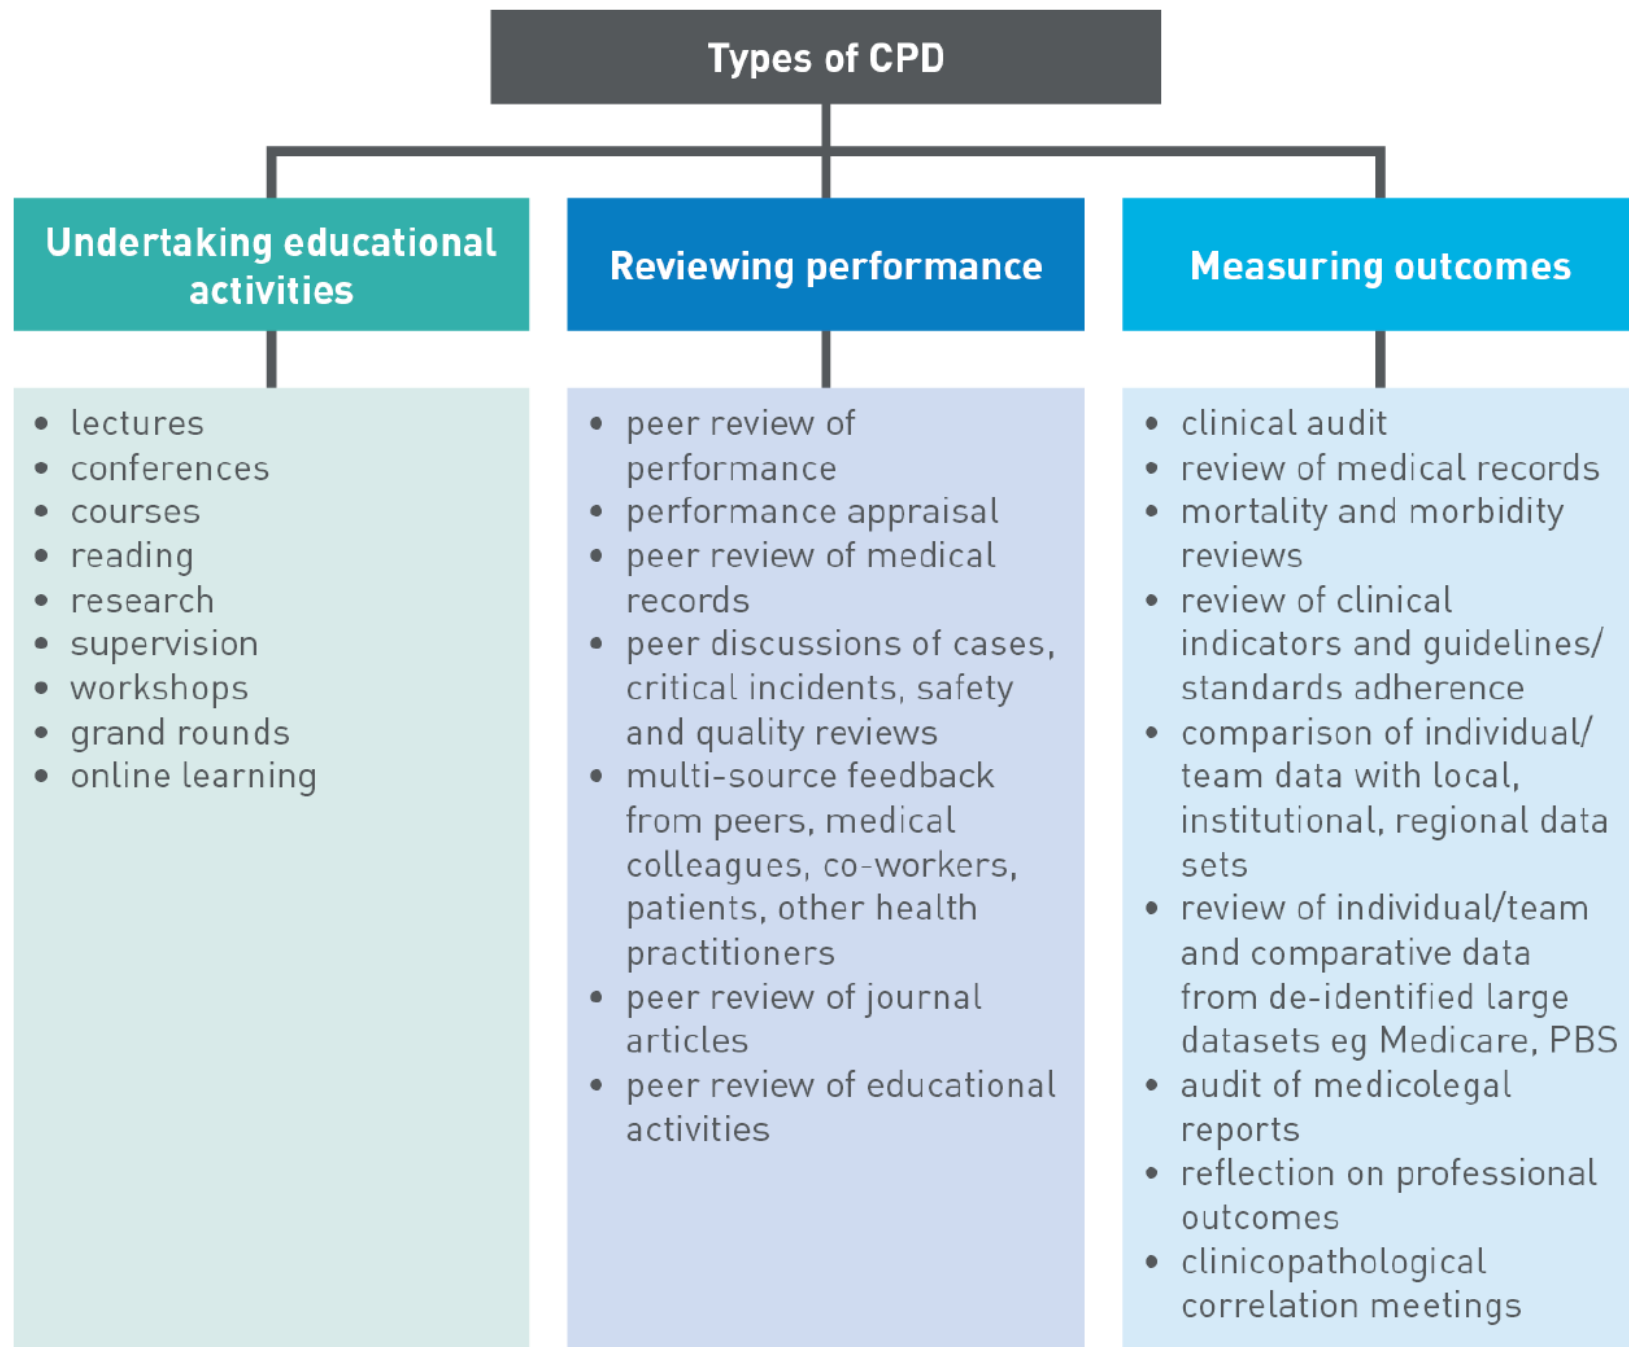 Types of CPD
Undertaking educational
activities
• lectures
• conferences
• courses
• reading
• research
• supervision
• workshops
• grand rounds
• online learning
Reviewing performance
• peer review of
performance
• performance appraisal
• peer review of medical
records
• peer discussions of cases,
critical incidents, safety
and quality reviews
• multi-source feedback
from peers, medical
colleagues, co-workers,
patients, other health
practitioners
• peer review of journal
articles
• peer review of educational
activities
Measuring outcomes
• clinical audit
• review of medical records
• mortality and morbidity
reviews
• review of clinical
indicators and guidelines/
standards adherence
• comparison of individual/
team data with local,
institutional, regional data
sets
• review of individual/team
and comparative data
from de-identified large
datasets eg Medicare, PBS
• audit of medicolegal
reports
• reflection on professional
outcomes
• clinicopathological
correlation meetings